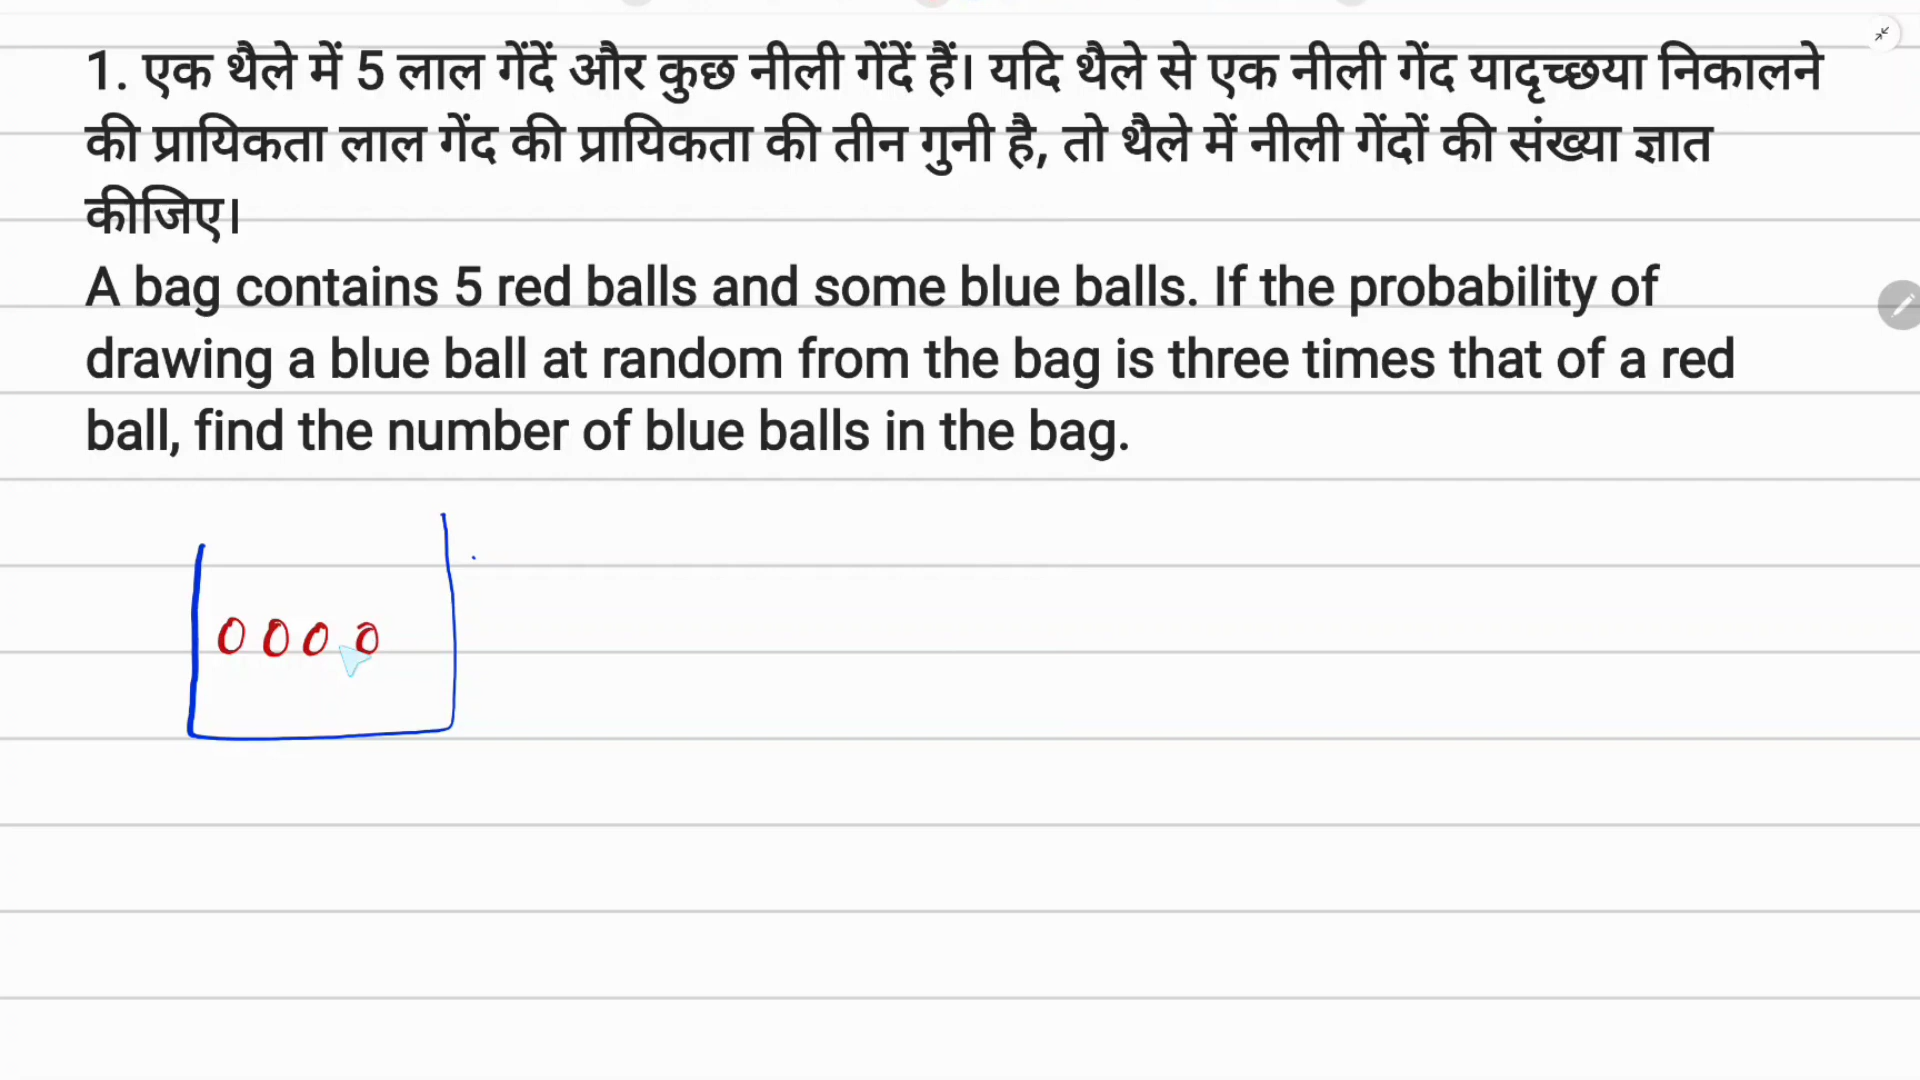 1. एक थैले में 5 लाल गेंदें और कुछ नीली गेंदें हैं। यदि थैले से एक नीली गेंद यादृच्छया निकालने
की प्रायिकता लाल गेंद की प्रायिकता की तीन गुनी है, तो थैले में नीली गेंदों की संख्या ज्ञात
कीजिए।
A bag contains 5 red balls and some blue balls. If the probability of
drawing a blue ball at random from the bag is three times that of a red
ball, find the number of blue balls in the bag.